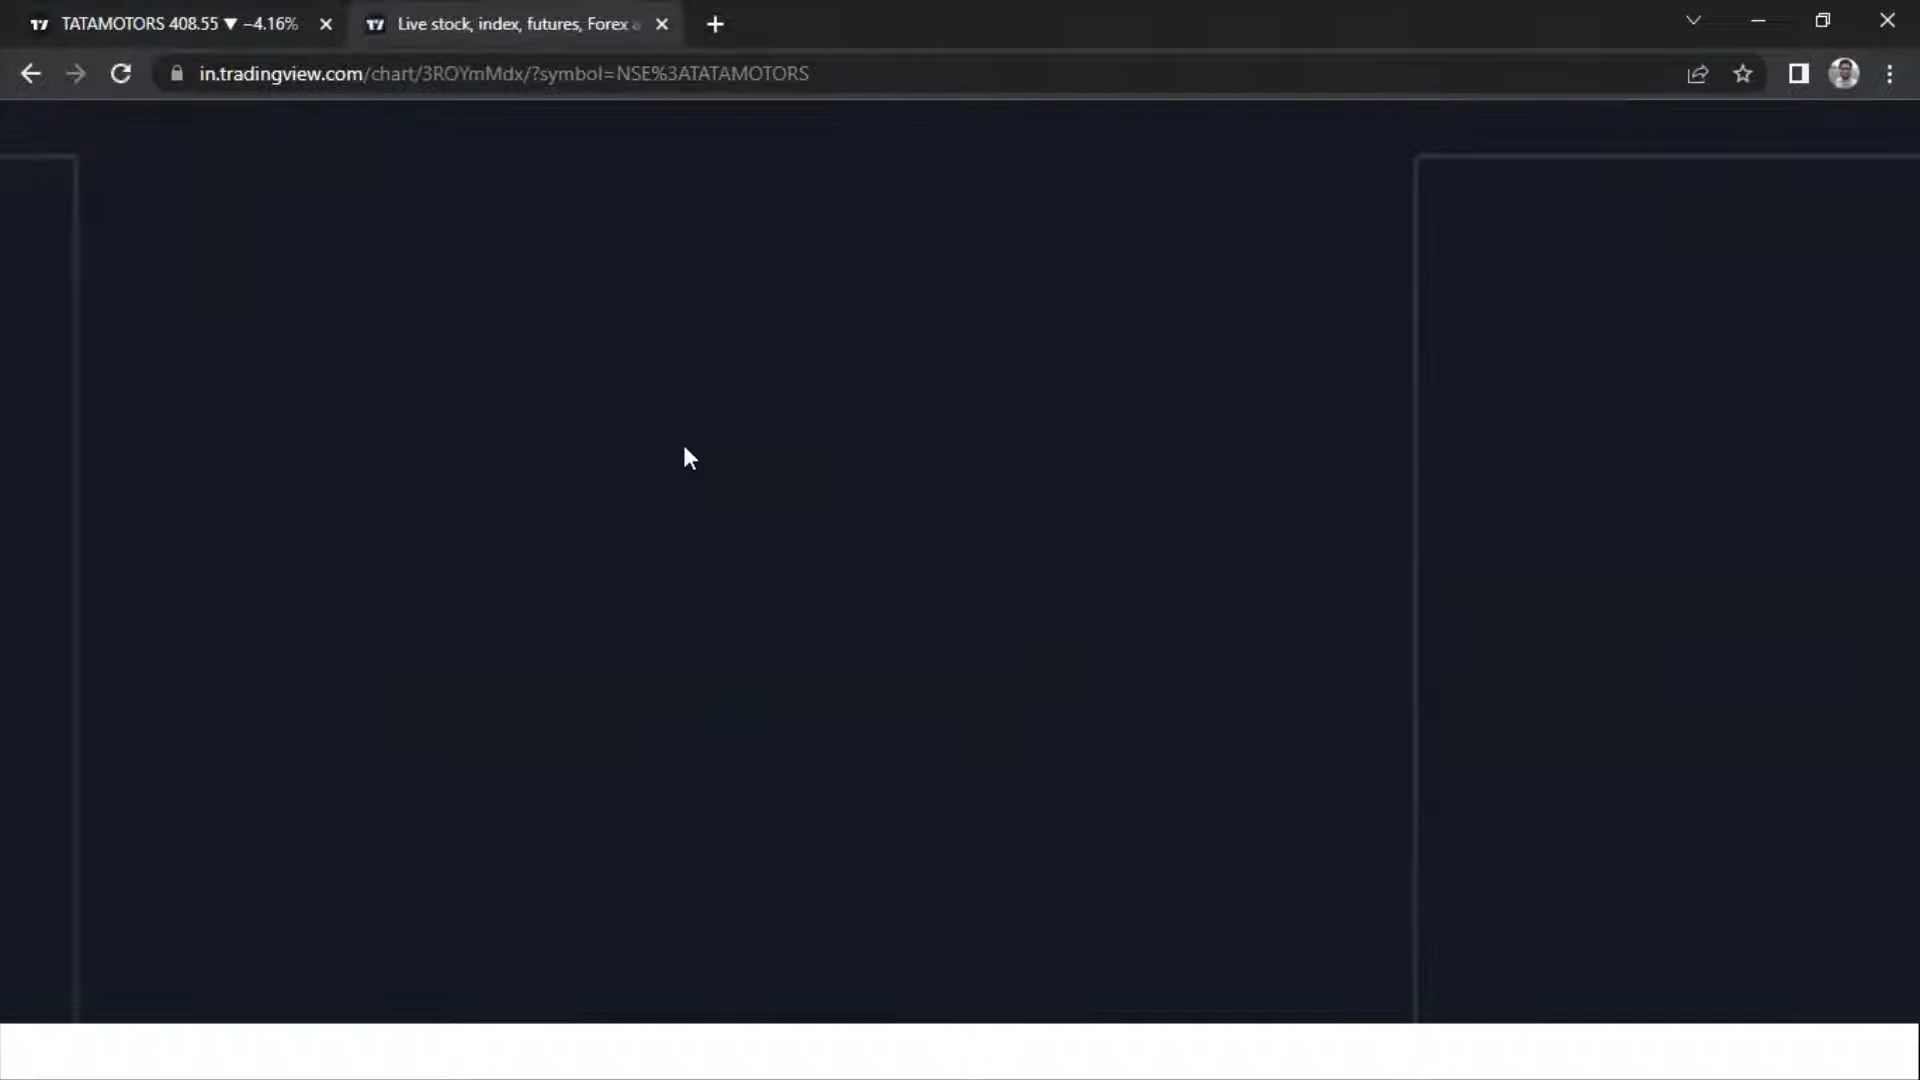 TATAMOTORS 408.55 ▼ −4.16%
Live stock, index, futures, Forex a
in.tradingview.com/chart/3ROYmMdx/?symbol=NSE%3ATATAMOTORS